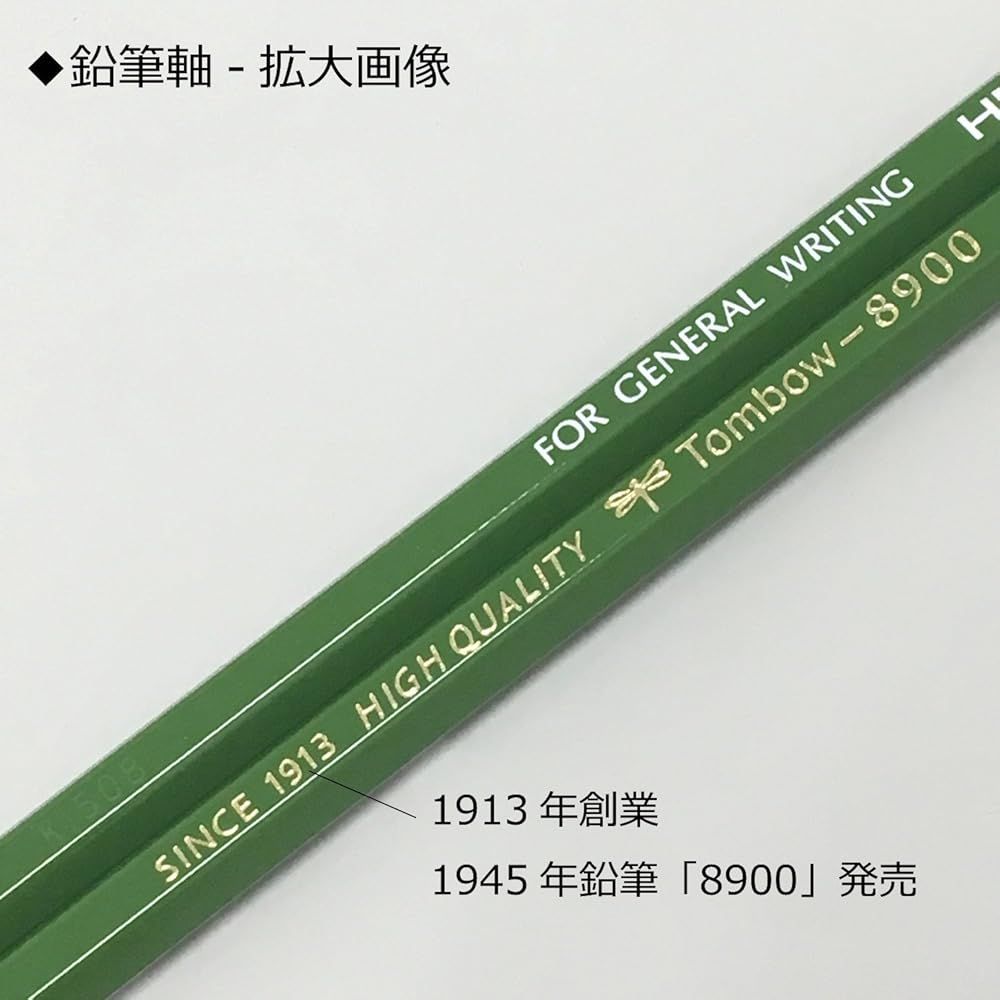 ◆鉛筆軸 - 拡大画像
FOR GENERAL WRITING
SINCE 1913 HIGH QUALITY Tombow-8900
K 508
1913 年創業
1945 年鉛筆「8900」発売